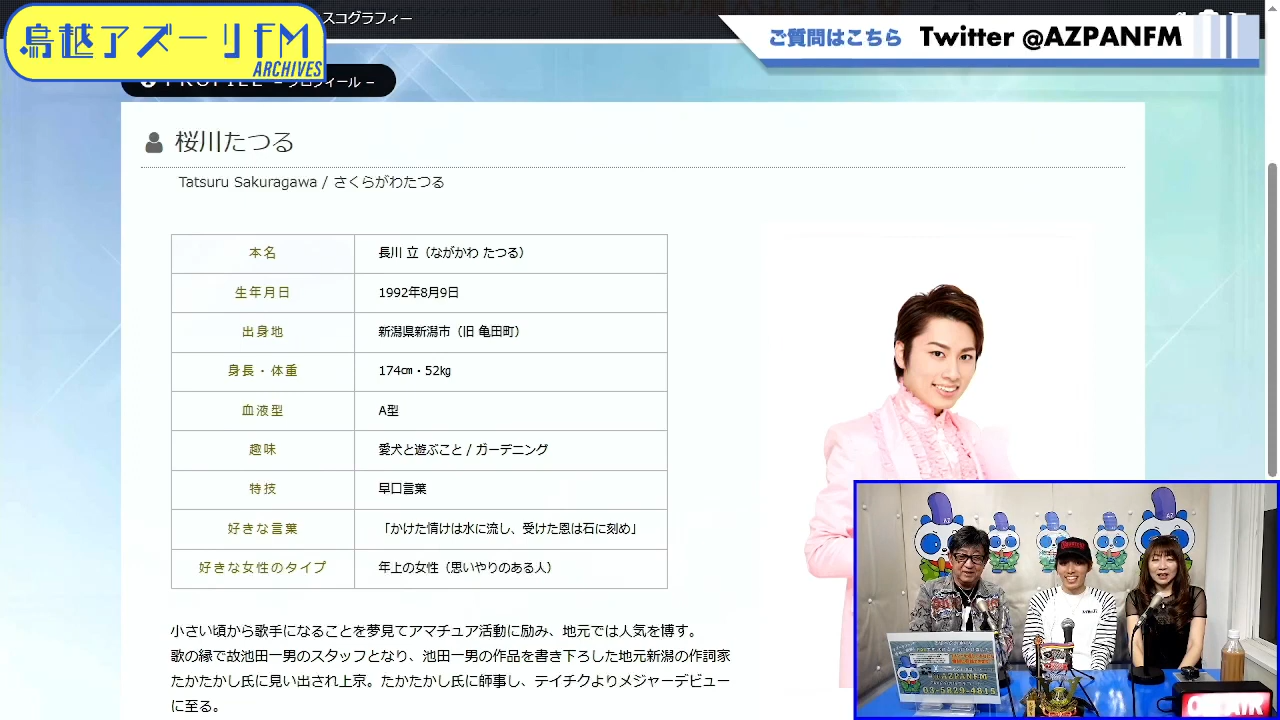 鳥越アズーリFM
ARCHIVES
スコグラフィー
ご質問はこちら Twitter @AZPANFM
PROFILE －プロフィール－
桜川たつる
Tatsuru Sakuragawa / さくらがわたつる
本名 長川 立（ながかわ たつる）
生年月日 1992年8月9日
出身地 新潟県新潟市（旧 亀田町）
身長・体重 174㎝・52㎏
血液型 A型
趣味 愛犬と遊ぶこと / ガーデニング
特技 早口言葉
好きな言葉 「かけた情けは水に流し、受けた恩は石に刻め」
好きな女性のタイプ 年上の女性（思いやりのある人）
小さい頃から歌手になることを夢見てアマチュア活動に励み、地元では人気を博す。
歌の縁で故池田一男のスタッフとなり、池田一男の作品を書き下ろした地元新潟の作詞家
たかたかし氏に見い出され上京。たかたかし氏に師事し、テイチクよりメジャーデビュー
に至る。
@AZPANFM
03-5829-4815
ON AIR